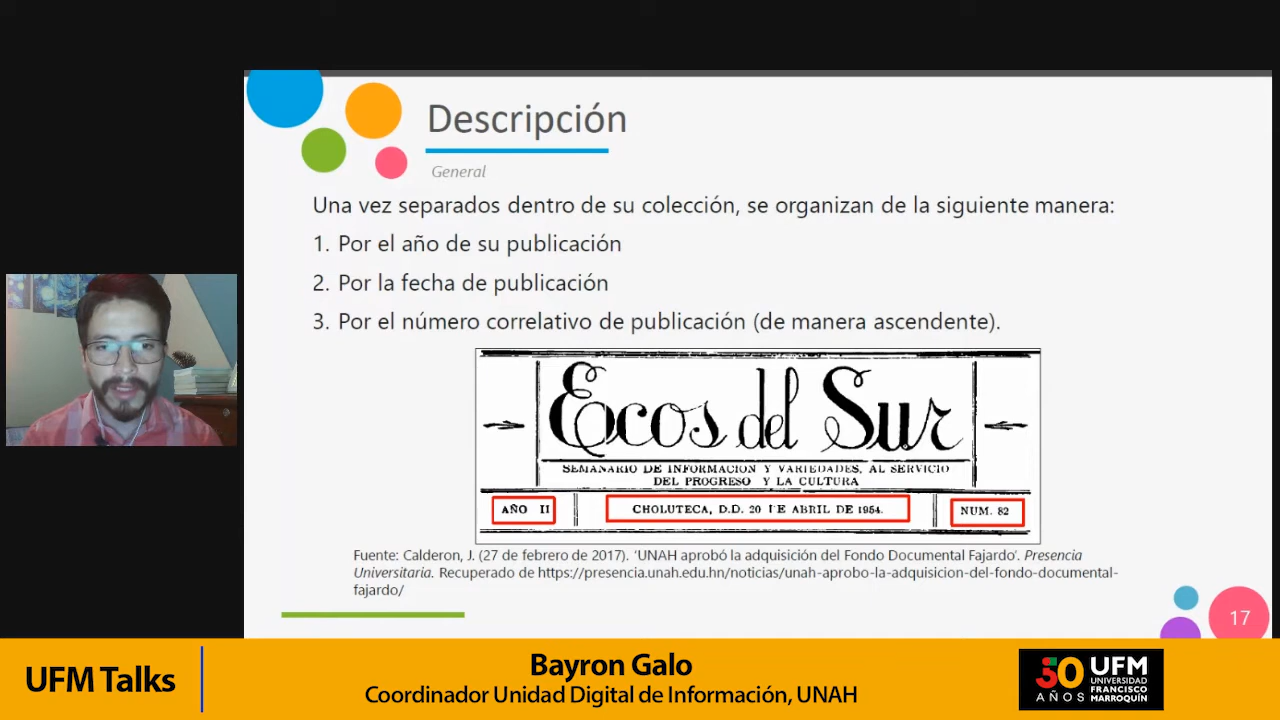 Descripción
General
Una vez separados dentro de su colección, se organizan de la siguiente manera:
1. Por el año de su publicación
2. Por la fecha de publicación
3. Por el número correlativo de publicación (de manera ascendente).
Ecos del Sur
SEMANARIO DE INFORMACION Y VARIEDADES, AL SERVICIO
DEL PROGRESO Y LA CULTURA
AÑO II
CHOLUTECA, D.D. 20 DE ABRIL DE 1954.
NUM. 82
Fuente: Calderon, J. (27 de febrero de 2017). ‘UNAH aprobó la adquisición del Fondo Documental Fajardo’. Presencia
Universitaria. Recuperado de https://presencia.unah.edu.hn/noticias/unah-aprobo-la-adquisicion-del-fondo-documental-
fajardo/
17
UFM Talks
Bayron Galo
Coordinador Unidad Digital de Información, UNAH
50
AÑOS
UFM
UNIVERSIDAD
FRANCISCO
MARROQUÍN